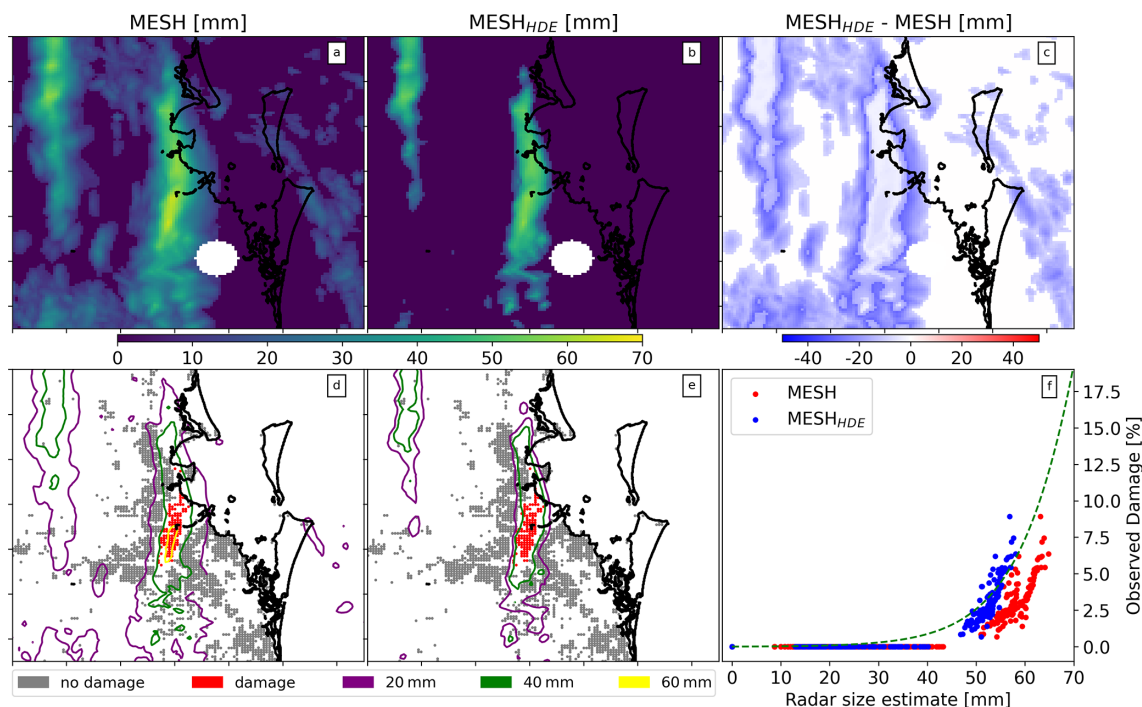 MESH [mm]
MESH_HDE [mm]
MESH_HDE - MESH [mm]
a
b
c
0 10 20 30 40 50 60 70
-40 -20 0 20 40
d
e
f
MESH
MESH_HDE
17.5
15.0
12.5
10.0
7.5
5.0
2.5
0.0
Observed Damage [%]
0 10 20 30 40 50 60 70
Radar size estimate [mm]
no damage damage 20 mm 40 mm 60 mm